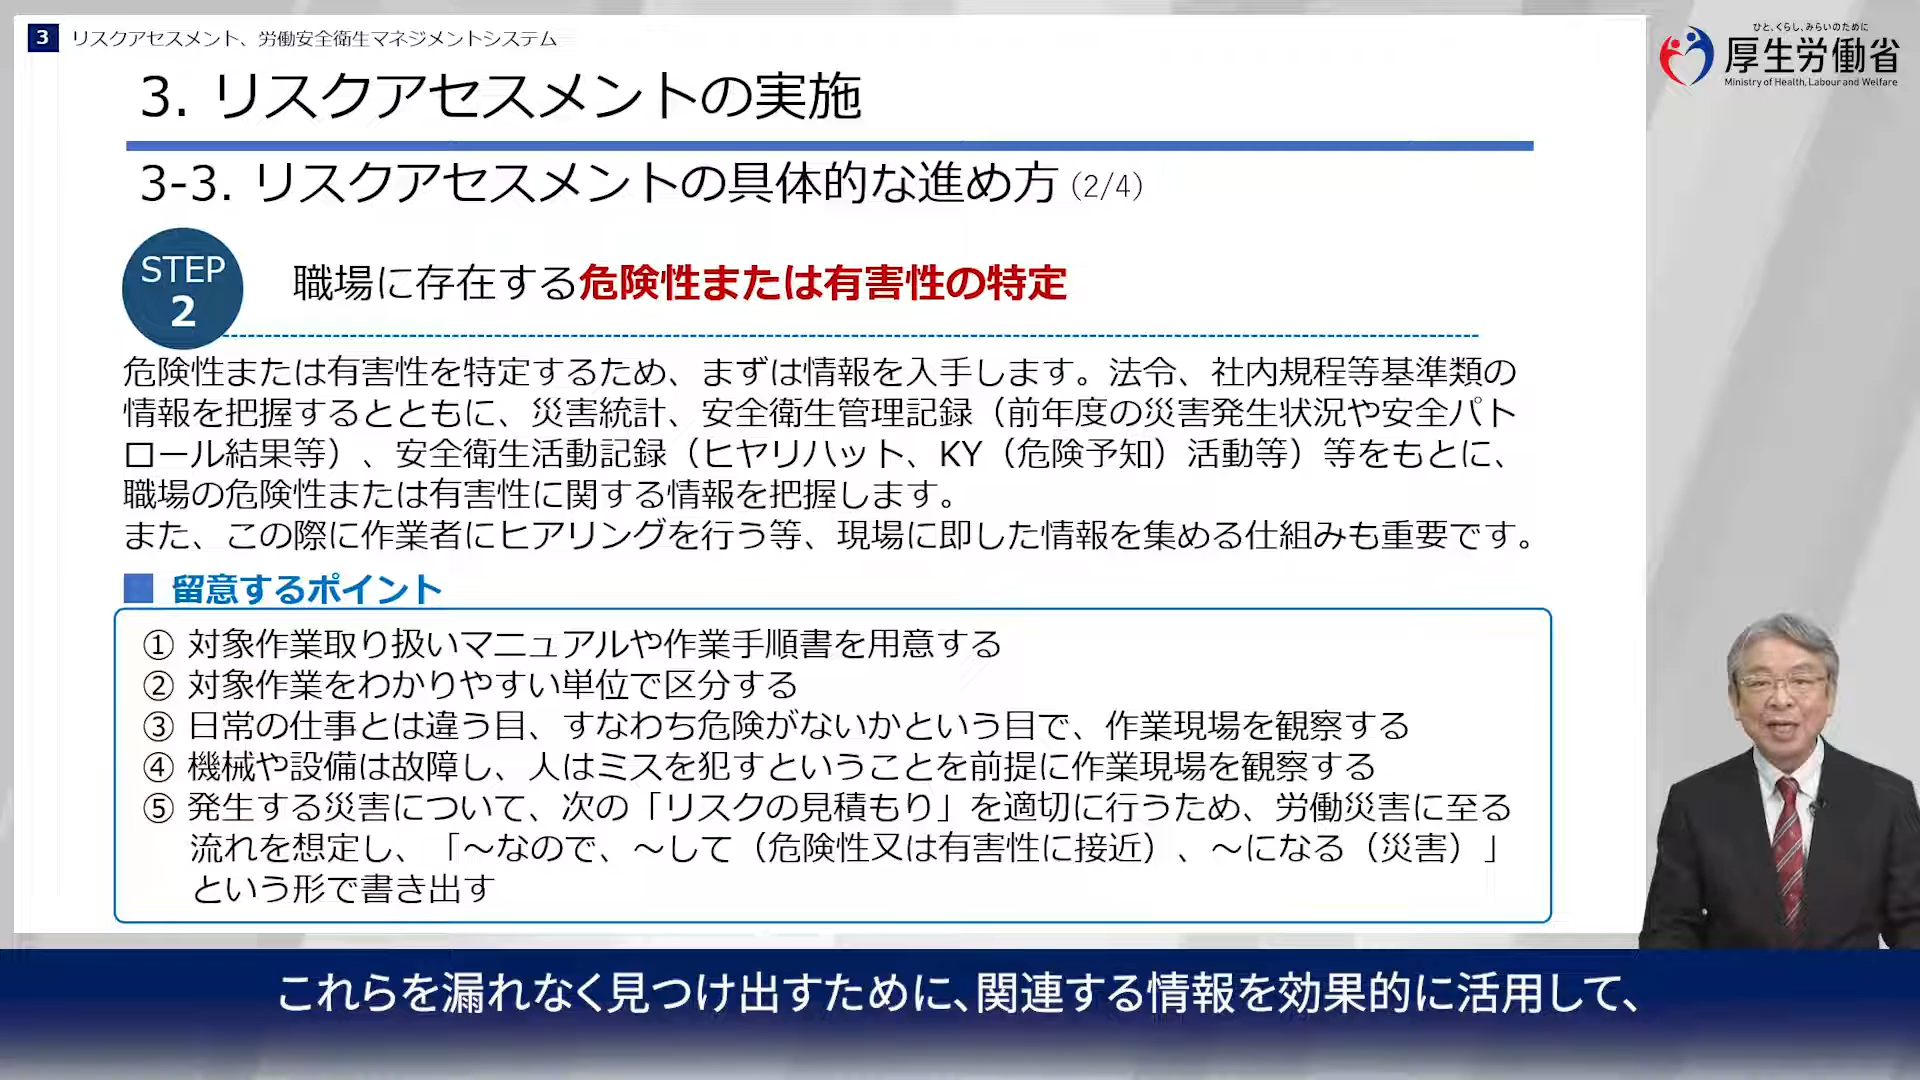 3 リスクアセスメント、労働安全衛生マネジメントシステム
ひと、くらし、みらいのために
厚生労働省
Ministry of Health, Labour and Welfare
3. リスクアセスメントの実施
3-3. リスクアセスメントの具体的な進め方（2/4）
STEP
2
職場に存在する危険性または有害性の特定
危険性または有害性を特定するため、まずは情報を入手します。法令、社内規程等基準類の
情報を把握するとともに、災害統計、安全衛生管理記録（前年度の災害発生状況や安全パト
ロール結果等）、安全衛生活動記録（ヒヤリハット、KY（危険予知）活動等）等をもとに、
職場の危険性または有害性に関する情報を把握します。
また、この際に作業者にヒアリングを行う等、現場に即した情報を集める仕組みも重要です。
■ 留意するポイント
① 対象作業取り扱いマニュアルや作業手順書を用意する
② 対象作業をわかりやすい単位で区分する
③ 日常の仕事とは違う目、すなわち危険がないかという目で、作業現場を観察する
④ 機械や設備は故障し、人はミスを犯すということを前提に作業現場を観察する
⑤ 発生する災害について、次の「リスクの見積もり」を適切に行うため、労働災害に至る
流れを想定し、「～なので、～して（危険性又は有害性に接近）、～になる（災害）」
という形で書き出す
これらを漏れなく見つけ出すために、関連する情報を効果的に活用して、